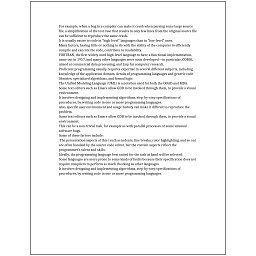 For example, when a bug in a compiler can make it crash when parsing some large source
file, a simplification of the test case that results in only few lines from the original source file
can be sufficient to reproduce the same crash.
It is usually easier to code in "high-level" languages than in "low-level" ones.
Many factors, having little or nothing to do with the ability of the computer to efficiently
compile and execute the code, contribute to readability.
FORTRAN, the first widely used high-level language to have a functional implementation,
came out in 1957, and many other languages were soon developed—in particular, COBOL
aimed at commercial data processing, and Lisp for computer research.
Proficient programming usually requires expertise in several different subjects, including
knowledge of the application domain, details of programming languages and generic code
libraries, specialized algorithms, and formal logic.
The Unified Modeling Language (UML) is a notation used for both the OOAD and MDA.
Some text editors such as Emacs allow GDB to be invoked through them, to provide a visual
environment.
It involves designing and implementing algorithms, step-by-step specifications of
procedures, by writing code in one or more programming languages.
Also, specific user environment and usage history can make it difficult to reproduce the
problem.
Some text editors such as Emacs allow GDB to be invoked through them, to provide a visual
environment.
This can be a non-trivial task, for example as with parallel processes or some unusual
software bugs.
Some of these factors include:
The presentation aspects of this (such as indents, line breaks, color highlighting, and so on)
are often handled by the source code editor, but the content aspects reflect the
programmer's talent and skills.
Ideally, the programming language best suited for the task at hand will be selected.
Some languages are more prone to some kinds of faults because their specification does not
require compilers to perform as much checking as other languages.
It involves designing and implementing algorithms, step-by-step specifications of
procedures, by writing code in one or more programming languages.